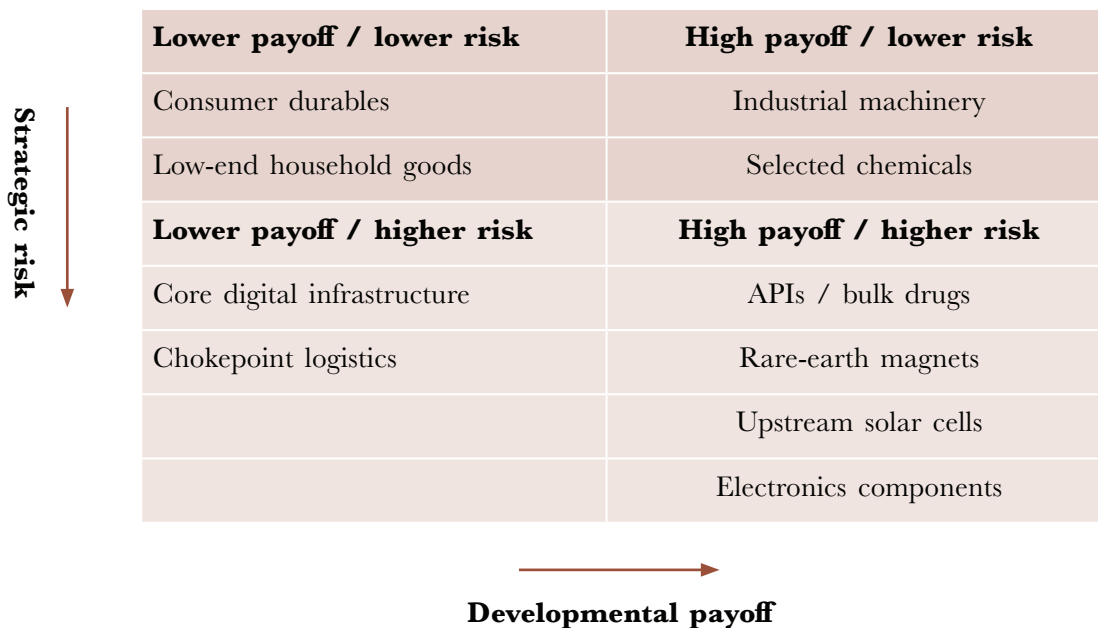 Strategic risk
Lower payoff / lower risk
High payoff / lower risk
Consumer durables
Industrial machinery
Low-end household goods
Selected chemicals
Lower payoff / higher risk
High payoff / higher risk
Core digital infrastructure
APIs / bulk drugs
Chokepoint logistics
Rare-earth magnets
Upstream solar cells
Electronics components
Developmental payoff